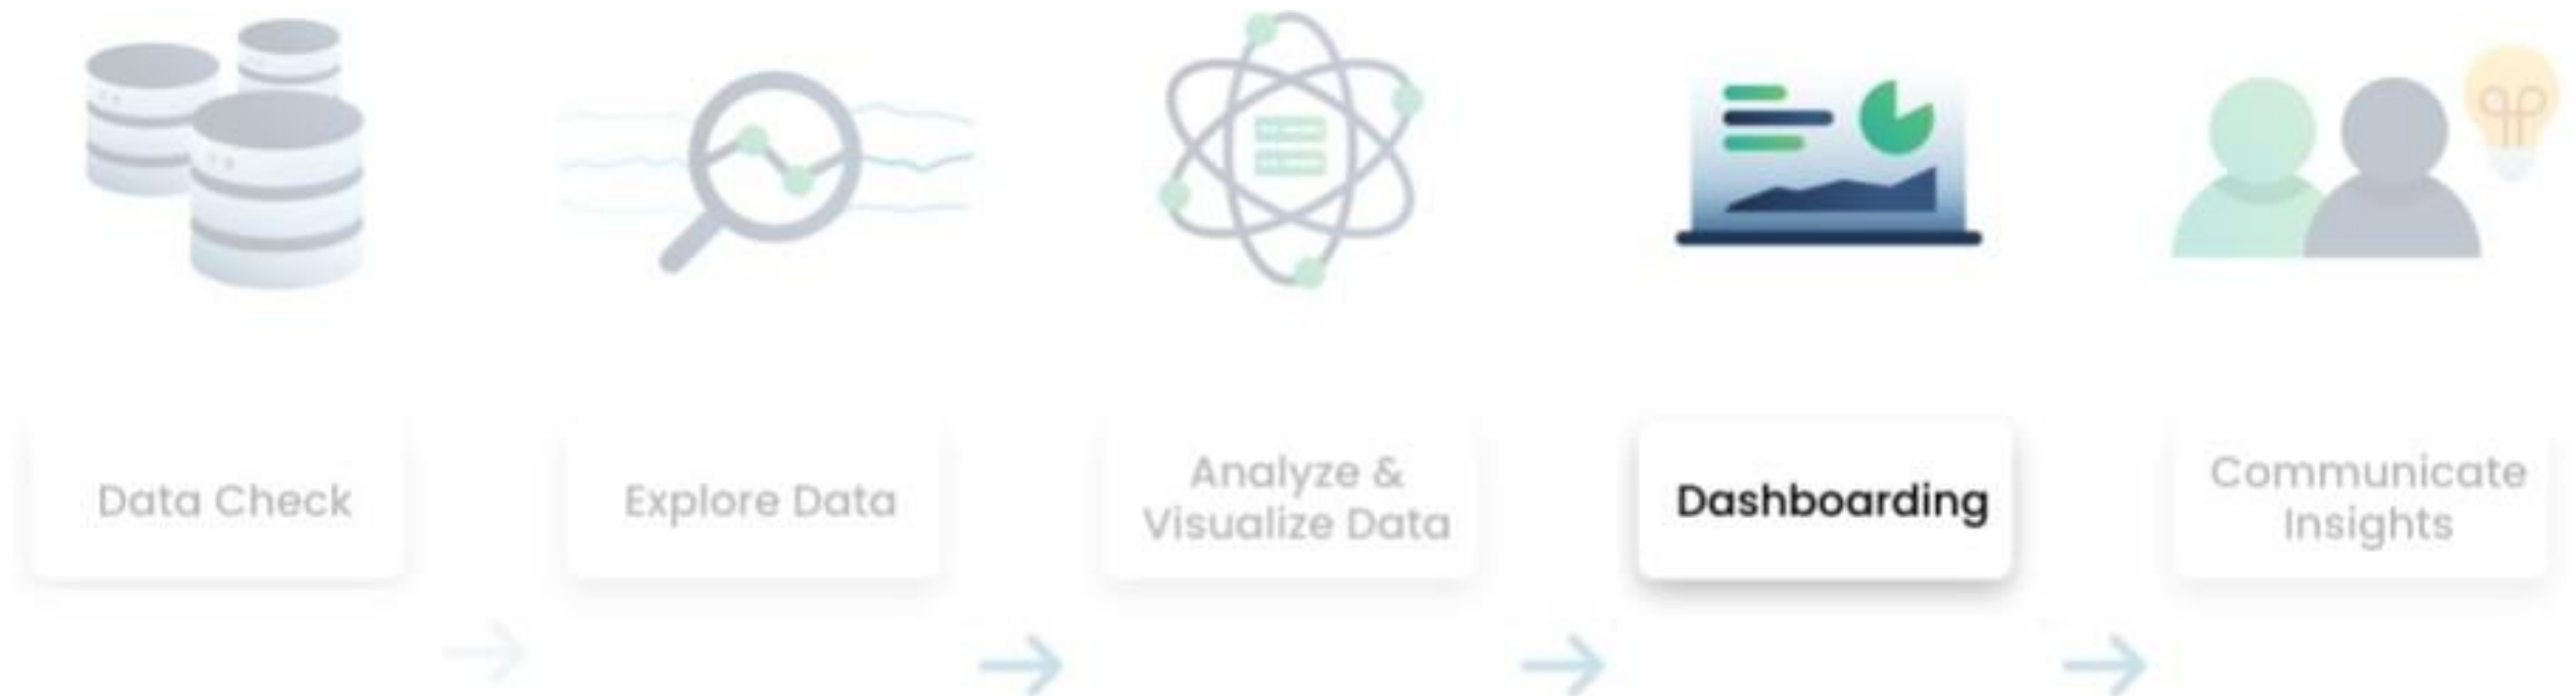 Data Check
Explore Data
Analyze &
Visualize Data
Dashboarding
Communicate
Insights